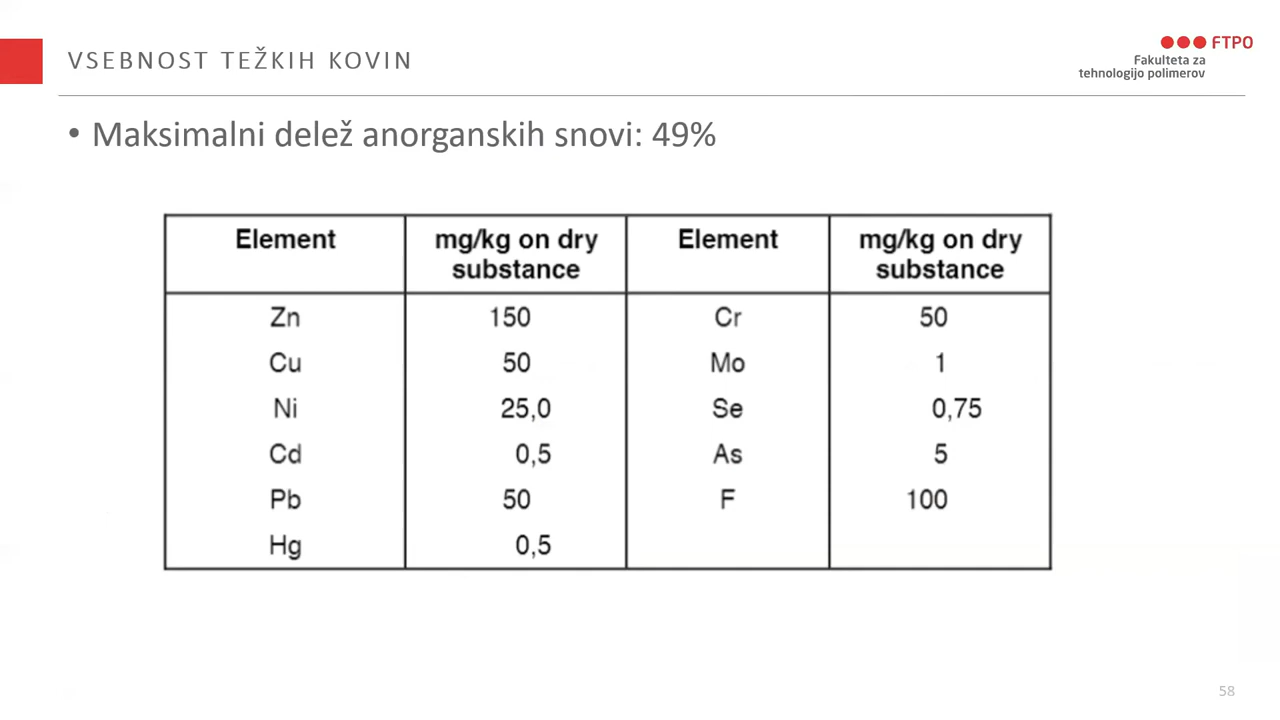 VSEBNOST TEŽKIH KOVIN
FTPO
Fakulteta za
tehnologijo polimerov
• Maksimalni delež anorganskih snovi: 49%
Element mg/kg on dry substance Element mg/kg on dry substance
Zn 150 Cr 50
Cu 50 Mo 1
Ni 25,0 Se 0,75
Cd 0,5 As 5
Pb 50 F 100
Hg 0,5
58